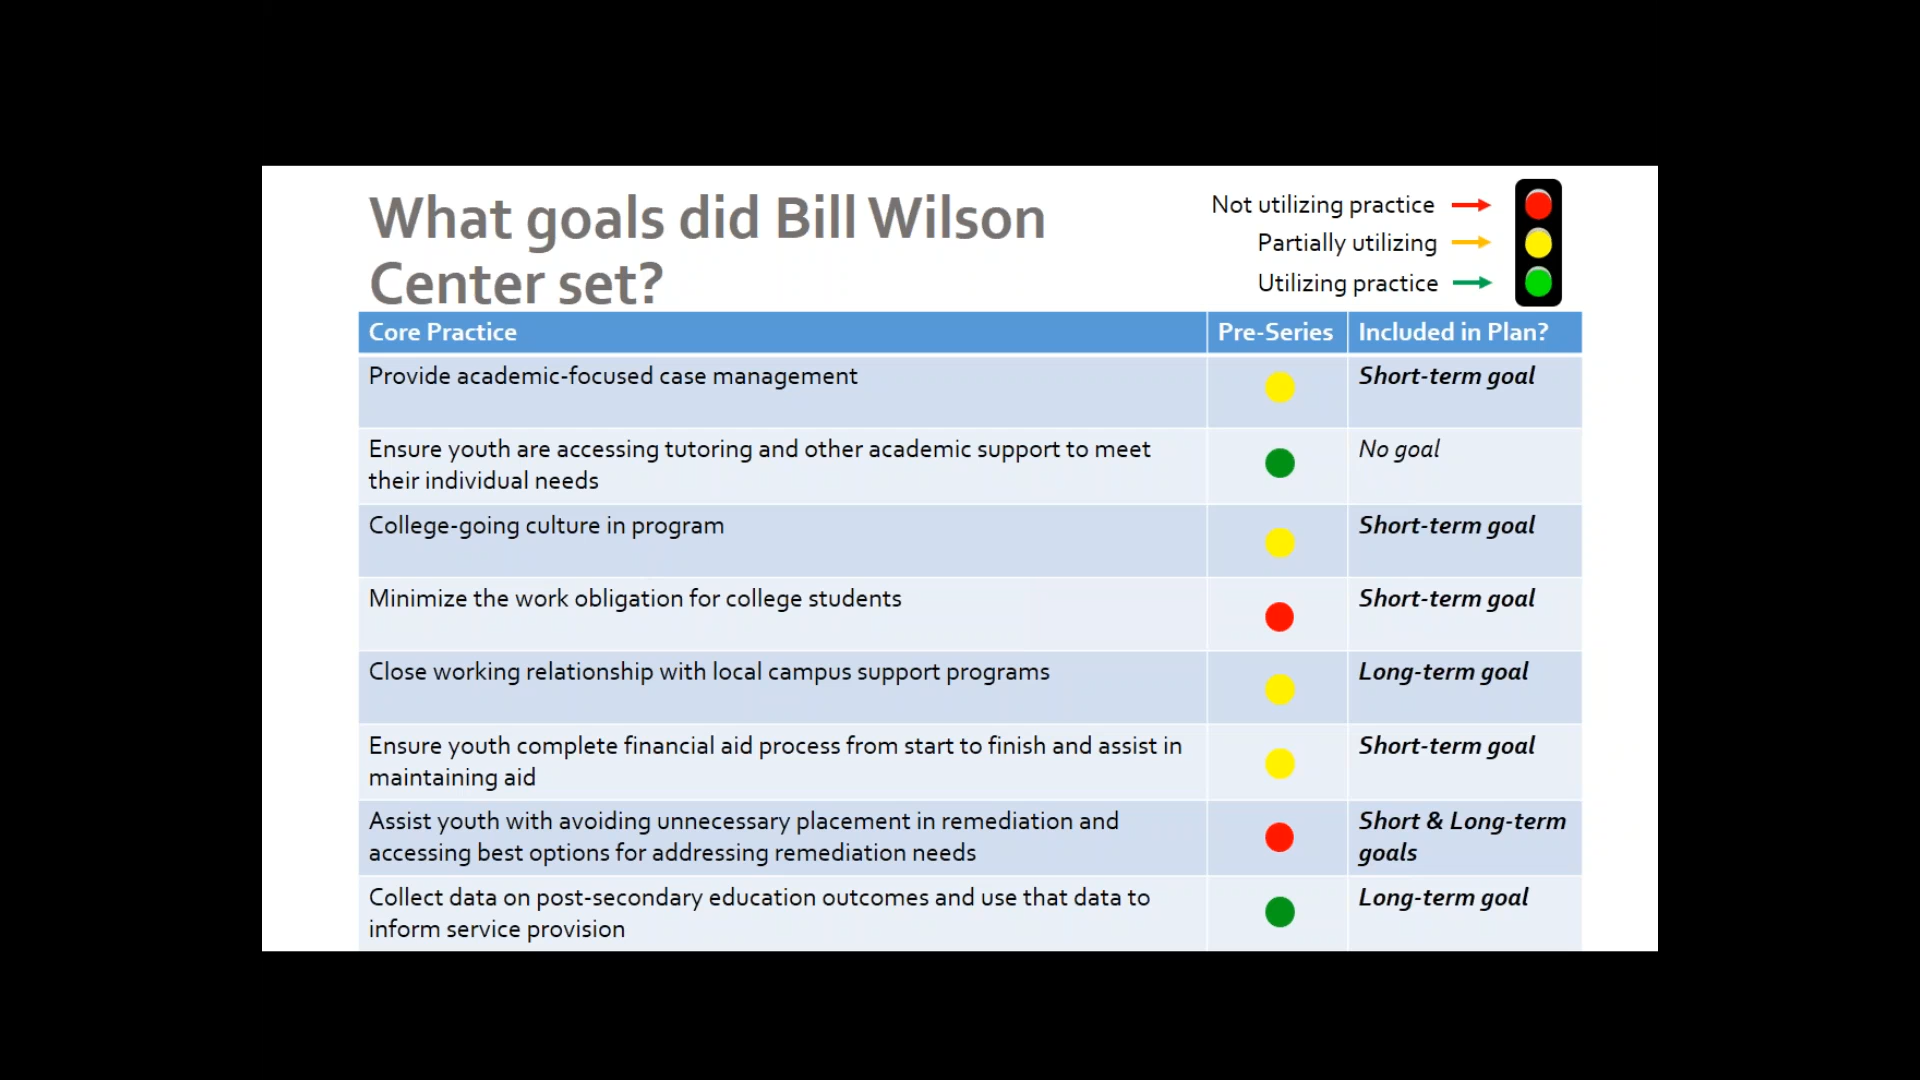 What goals did Bill Wilson
Center set?
Not utilizing practice
Partially utilizing
Utilizing practice
Core Practice
Pre-Series
Included in Plan?
Provide academic-focused case management
Short-term goal
Ensure youth are accessing tutoring and other academic support to meet
their individual needs
No goal
College-going culture in program
Short-term goal
Minimize the work obligation for college students
Short-term goal
Close working relationship with local campus support programs
Long-term goal
Ensure youth complete financial aid process from start to finish and assist in
maintaining aid
Short-term goal
Assist youth with avoiding unnecessary placement in remediation and
accessing best options for addressing remediation needs
Short & Long-term
goals
Collect data on post-secondary education outcomes and use that data to
inform service provision
Long-term goal